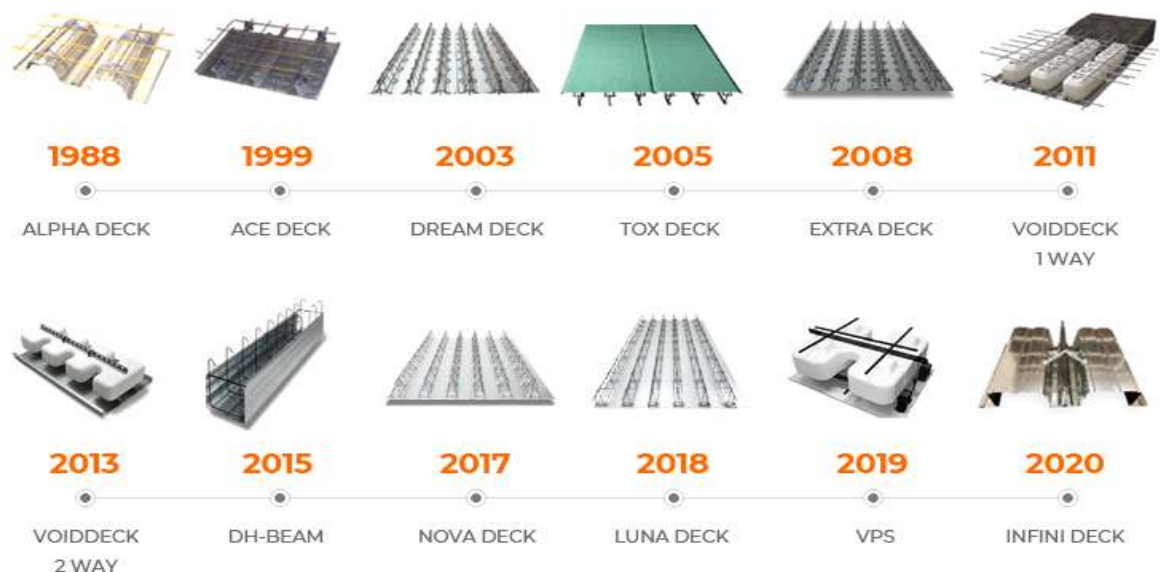 1988 1999 2003 2005 2008 2011
ALPHA DECK ACE DECK DREAM DECK TOX DECK EXTRA DECK VOIDDECK
1 WAY
2013 2015 2017 2018 2019 2020
VOIDDECK DH-BEAM NOVA DECK LUNA DECK VPS INFINI DECK
2 WAY